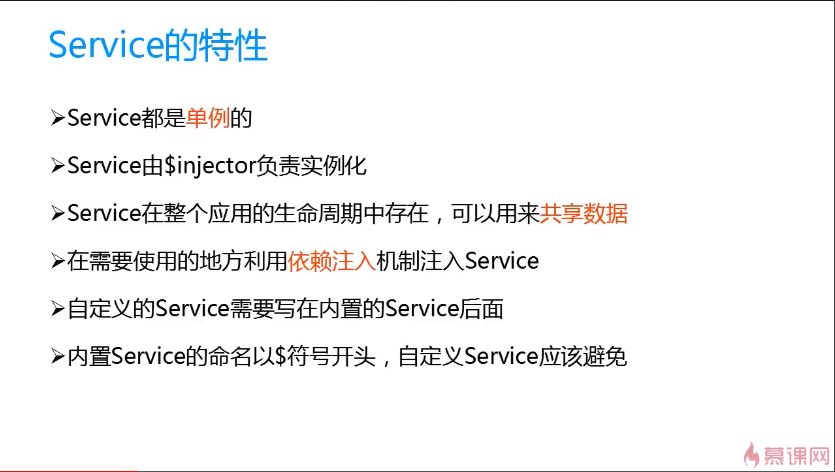 Service的特性
➢Service都是单例的
➢Service由$injector负责实例化
➢Service在整个应用的生命周期中存在，可以用来共享数据
➢在需要使用的地方利用依赖注入机制注入Service
➢自定义的Service需要写在内置的Service后面
➢内置Service的命名以$符号开头，自定义Service应该避免
慕课网